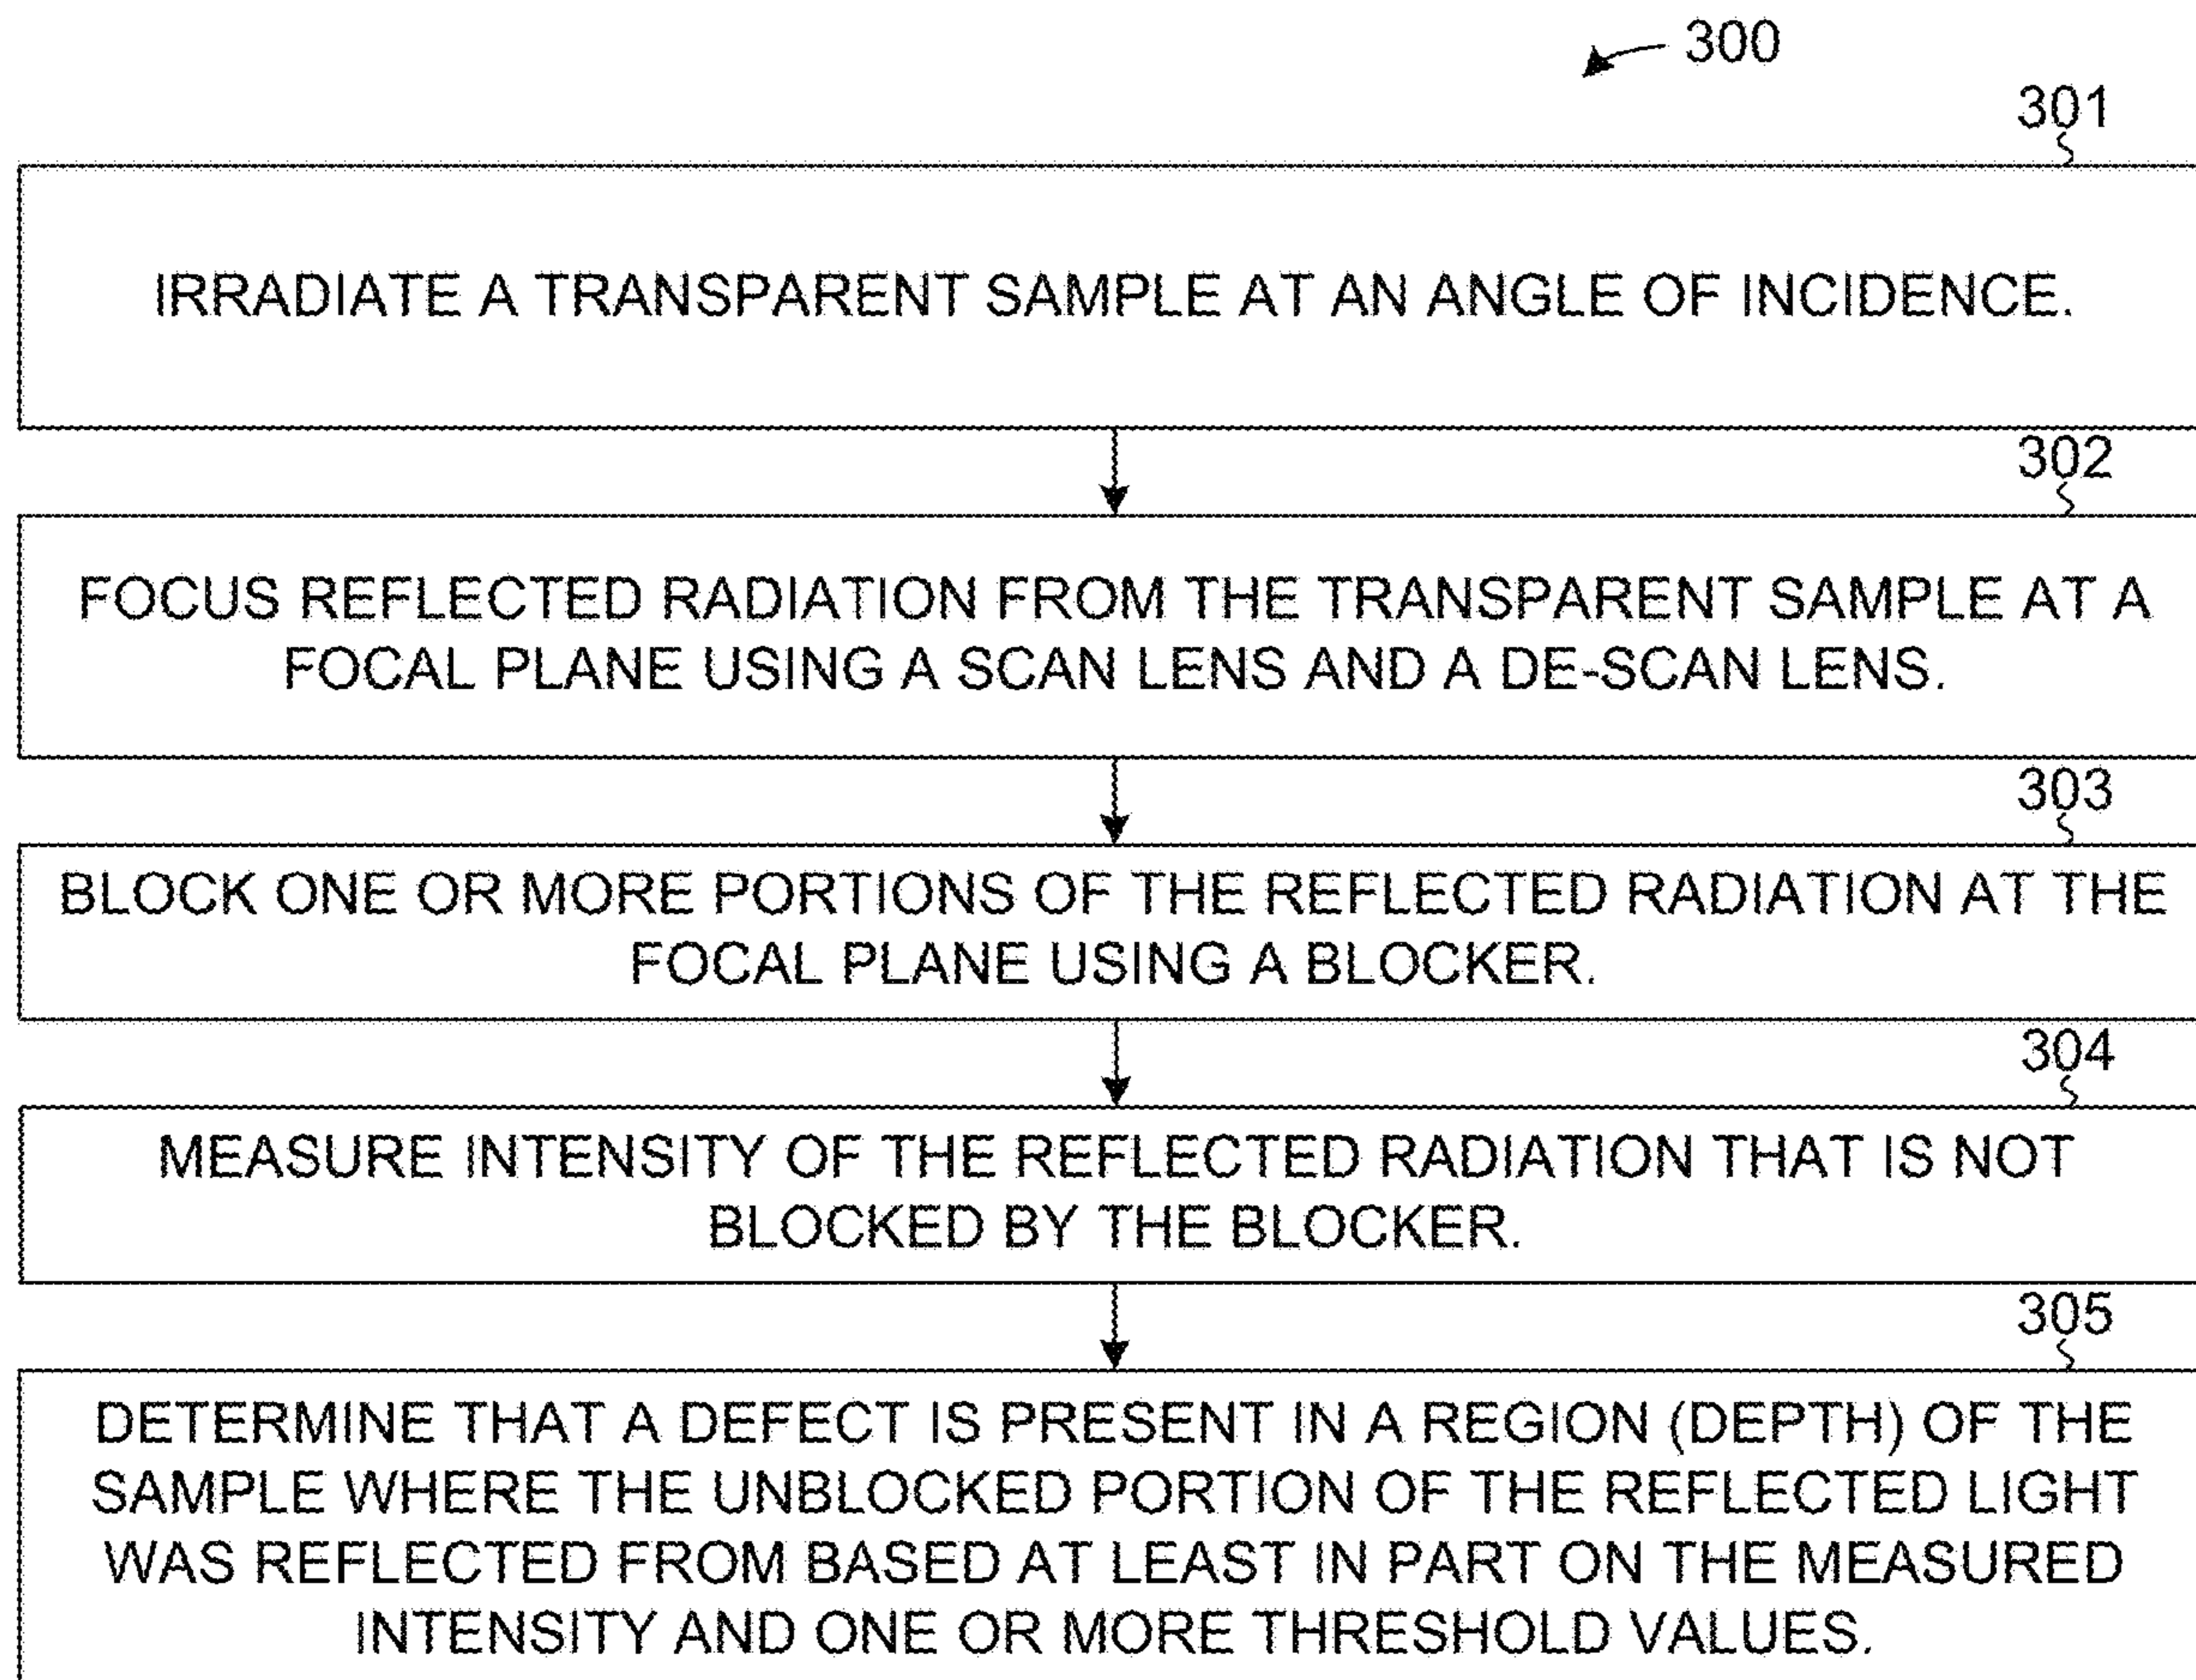 300
301
IRRADIATE A TRANSPARENT SAMPLE AT AN ANGLE OF INCIDENCE.
302
FOCUS REFLECTED RADIATION FROM THE TRANSPARENT SAMPLE AT A
FOCAL PLANE USING A SCAN LENS AND A DE-SCAN LENS.
303
BLOCK ONE OR MORE PORTIONS OF THE REFLECTED RADIATION AT THE
FOCAL PLANE USING A BLOCKER.
304
MEASURE INTENSITY OF THE REFLECTED RADIATION THAT IS NOT
BLOCKED BY THE BLOCKER.
305
DETERMINE THAT A DEFECT IS PRESENT IN A REGION (DEPTH) OF THE
SAMPLE WHERE THE UNBLOCKED PORTION OF THE REFLECTED LIGHT
WAS REFLECTED FROM BASED AT LEAST IN PART ON THE MEASURED
INTENSITY AND ONE OR MORE THRESHOLD VALUES.